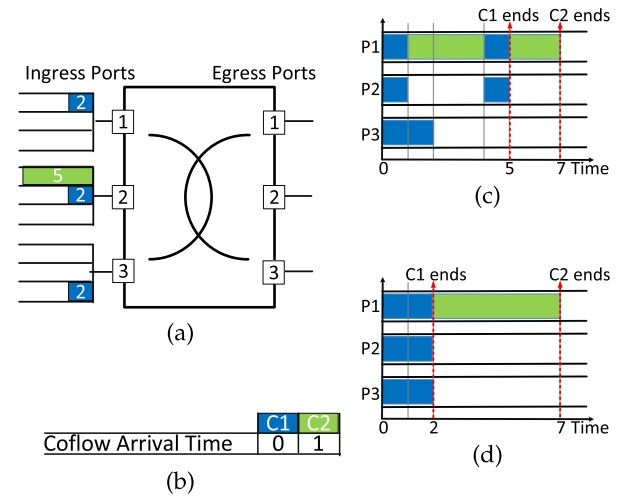 Ingress Ports Egress Ports
2
1 1
5
2
2 2
3 3
2
(a)
C1 C2
Coflow Arrival Time 0 1
(b)
C1 ends C2 ends
P1
P2
P3
0 5 7 Time
(c)
C1 ends C2 ends
P1
P2
P3
0 2 7 Time
(d)